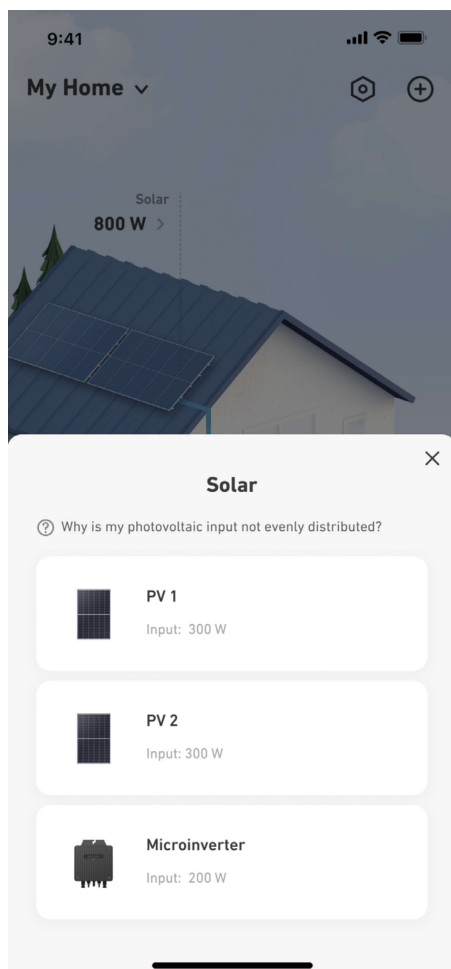 9:41
My Home
Solar
800 W >
Solar
Why is my photovoltaic input not evenly distributed?
PV 1
Input: 300 W
PV 2
Input: 300 W
Microinverter
Input: 200 W